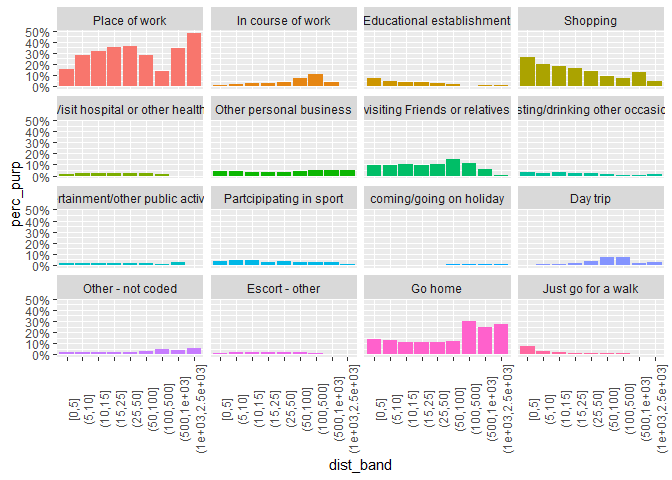 Place of work
In course of work
Educational establishment
Shopping
Visit hospital or other health
Other personal business
visiting Friends or relatives
sting/drinking other occasio
rtainment/other public activ
Partcipipating in sport
coming/going on holiday
Day trip
Other - not coded
Escort - other
Go home
Just go for a walk
50%
40%
30%
20%
10%
0%
50%
40%
30%
20%
10%
0%
50%
40%
30%
20%
10%
0%
50%
40%
30%
20%
10%
0%
perc_purp
[0,5]
(5,10]
(10,15]
(15,25]
(25,50]
(50,100]
(100,500]
(500,1e+03]
(1e+03,2.5e+03]
[0,5]
(5,10]
(10,15]
(15,25]
(25,50]
(50,100]
(100,500]
(500,1e+03]
(1e+03,2.5e+03]
[0,5]
(5,10]
(10,15]
(15,25]
(25,50]
(50,100]
(100,500]
(500,1e+03]
(1e+03,2.5e+03]
[0,5]
(5,10]
(10,15]
(15,25]
(25,50]
(50,100]
(100,500]
(500,1e+03]
(1e+03,2.5e+03]
dist_band